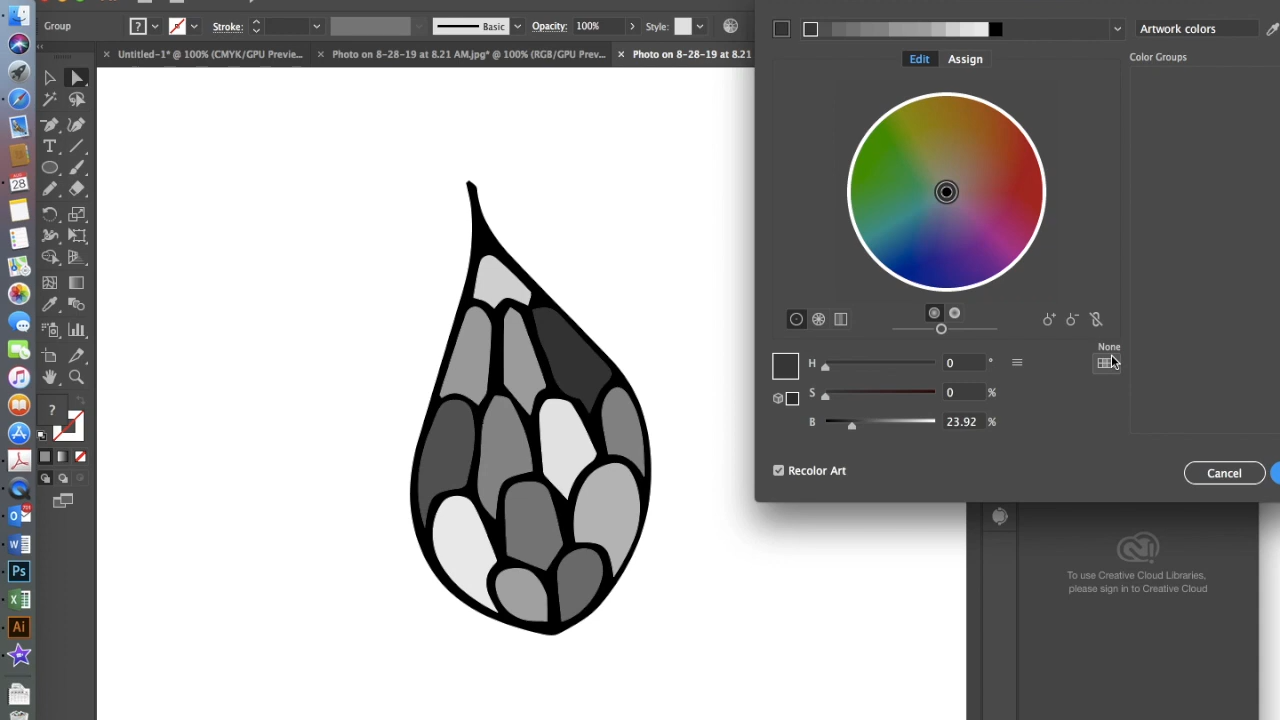 Group
?
Stroke:
Basic
Opacity: 100%
Style:
Artwork colors
Untitled-1* @ 100% (CMYK/GPU Previe...
Photo on 8-28-19 at 8.21 AM.jpg* @ 100% (RGB/GPU Prev...
Photo on 8-28-19 at 8.21
Edit
Assign
Color Groups
None
H 0 °
S 0 %
B 23.92 %
Recolor Art
Cancel
?
T
28
Ps
Ai
To use Creative Cloud Libraries,
please sign in to Creative Cloud